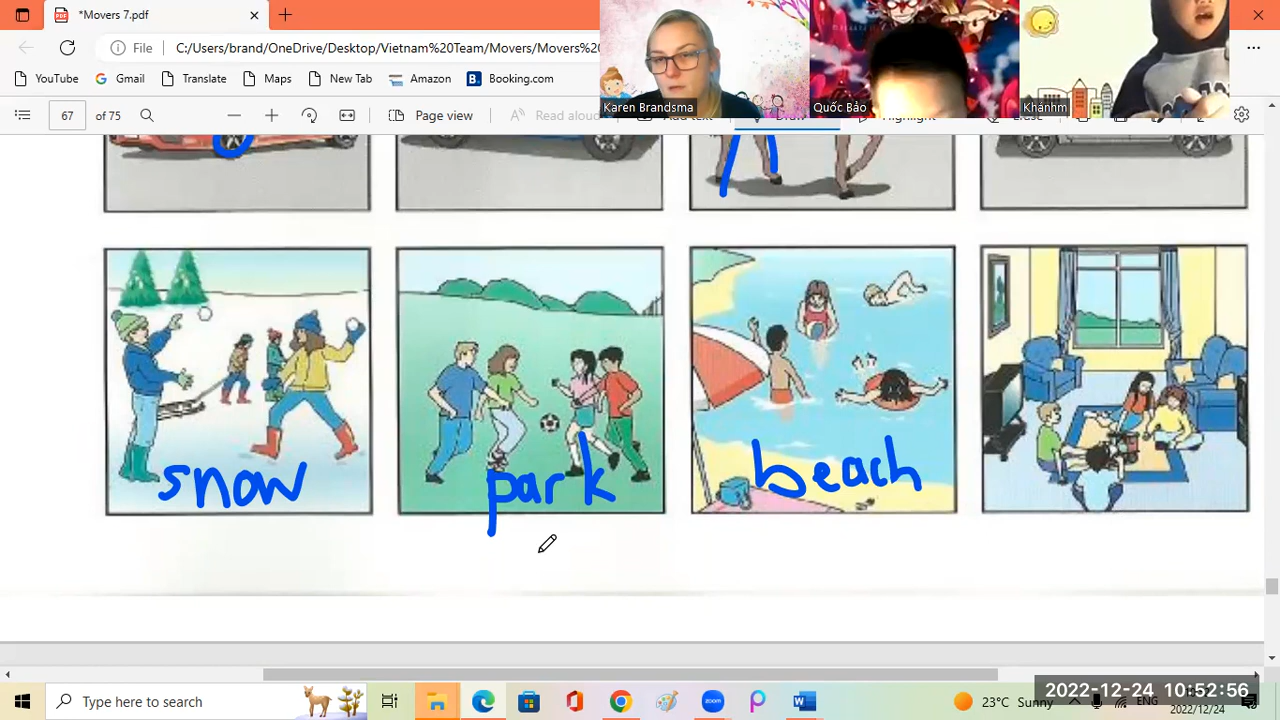 *Movers 7.pdf
File
C:/Users/brand/OneDrive/Desktop/Vietnam%20Team/Movers/Movers%20
YouTube
Gmail
Translate
Maps
New Tab
Amazon
B. Booking.com
67 of 75
Page view
Read aloud
Karen Brandsma
Quốc Bảo
Khánhm
snow
park
beach
Type here to search
zoom
23°C Sunny
ENG
2022-12-24 10:52:56
2022/12/24